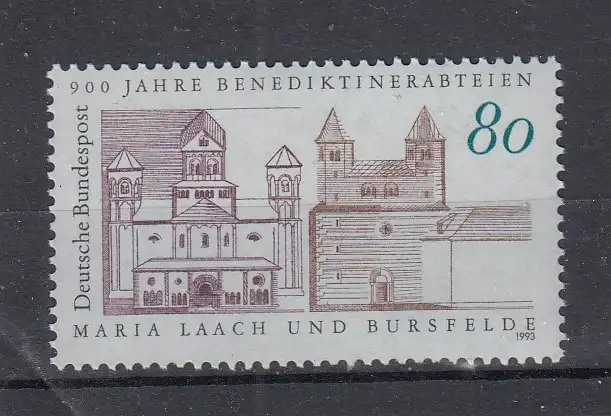 900 JAHRE BENEDIKTINERABTEIEN
Deutsche Bundespost
80
MARIA LAACH UND BURSFELDE
1993